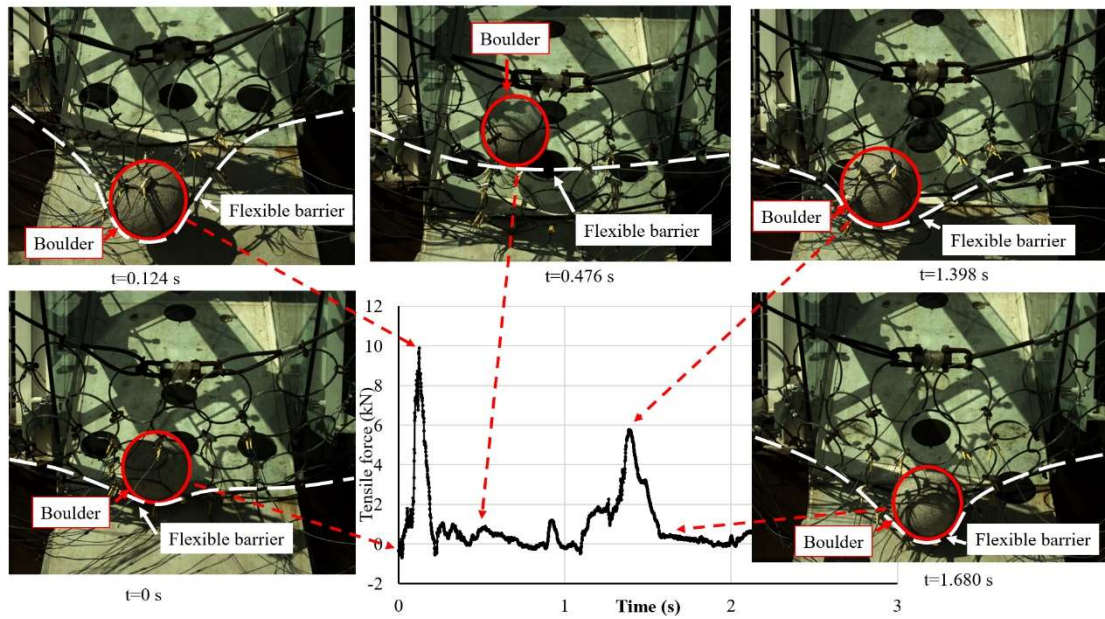 Boulder
Flexible barrier
Boulder
Flexible barrier
Boulder
Flexible barrier
t=0.124 s
t=0.476 s
t=1.398 s
Boulder
Flexible barrier
t=0 s
Boulder
Flexible barrier
t=1.680 s
12
10
8
6
4
2
0
-2
Tensile force (kN)
0
1
2
3
Time (s)